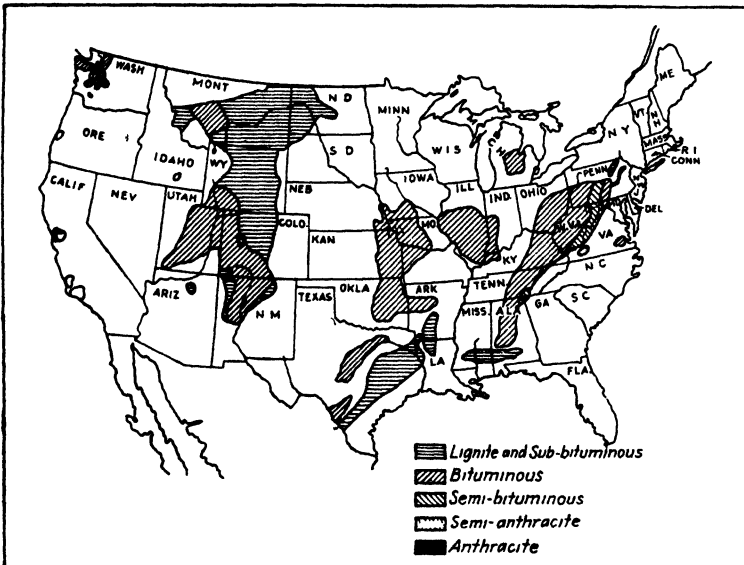 WASH
MONT
N D
MINN
ME
ORE
IDAHO
WY
S D
WIS
N Y
VT
N H
MASS
R I
CONN
CALIF
NEV
UTAH
NEB
IOWA
ILL
IND
OHIO
PENN
DEL
COLO
KAN
MO
KY
W. VA
VA
ARIZ
N M
TEXAS
OKLA
ARK
TENN
N C
MISS
ALA
GA
S C
LA
FLA
Lignite and Sub-bituminous
Bituminous
Semi-bituminous
Semi-anthracite
Anthracite